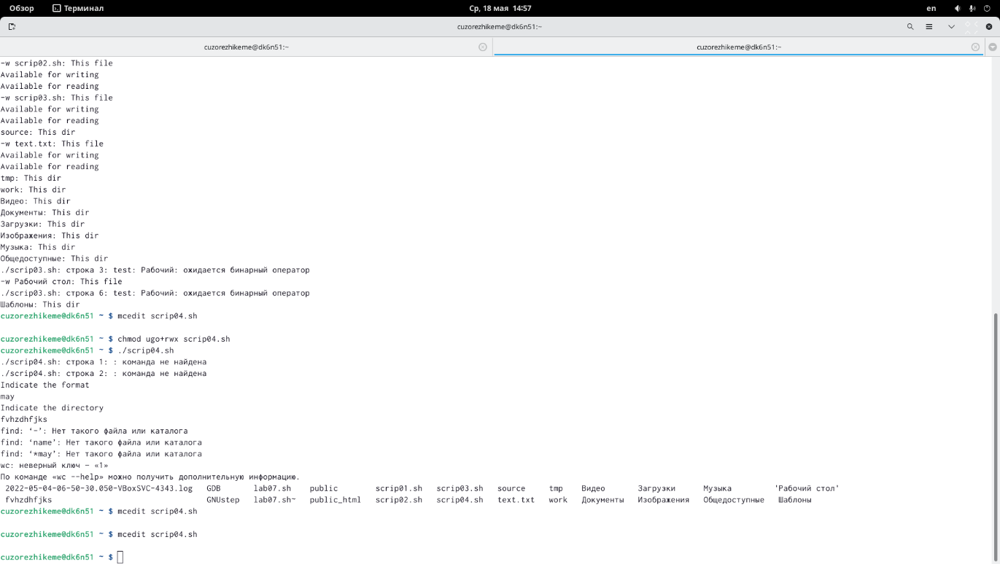 Обзор Терминал Ср, 18 мая 14:57 en
cuzorezhikeme@dk6n51:~
cuzorezhikeme@dk6n51:~ cuzorezhikeme@dk6n51:~
-w scrip02.sh: This file
Available for writing
Available for reading
-w scrip03.sh: This file
Available for writing
Available for reading
source: This dir
-w text.txt: This file
Available for writing
Available for reading
tmp: This dir
work: This dir
Видео: This dir
Документы: This dir
Загрузки: This dir
Изображения: This dir
Музыка: This dir
Общедоступные: This dir
./scrip03.sh: строка 3: test: Рабочий: ожидается бинарный оператор
-w Рабочий стол: This file
./scrip03.sh: строка 6: test: Рабочий: ожидается бинарный оператор
Шаблоны: This dir
cuzorezhikeme@dk6n51 ~ $ mcedit scrip04.sh
cuzorezhikeme@dk6n51 ~ $ chmod ugo+rwx scrip04.sh
cuzorezhikeme@dk6n51 ~ $ ./scrip04.sh
./scrip04.sh: строка 1: : команда не найдена
./scrip04.sh: строка 2: : команда не найдена
Indicate the format
may
Indicate the directory
fvhzdhfjks
find: ‘-’: Нет такого файла или каталога
find: ‘name’: Нет такого файла или каталога
find: ‘*may’: Нет такого файла или каталога
wc: неверный ключ — «1»
По команде «wc --help» можно получить дополнительную информацию.
2022-05-04-06-50-30.050-VBoxSVC-4343.log GDB lab07.sh public scrip01.sh scrip03.sh source tmp Видео Загрузки Музыка 'Рабочий стол'
fvhzdhfjks GNUstep lab07.sh~ public_html scrip02.sh scrip04.sh text.txt work Документы Изображения Общедоступные Шаблоны
cuzorezhikeme@dk6n51 ~ $ mcedit scrip04.sh
cuzorezhikeme@dk6n51 ~ $ mcedit scrip04.sh
cuzorezhikeme@dk6n51 ~ $